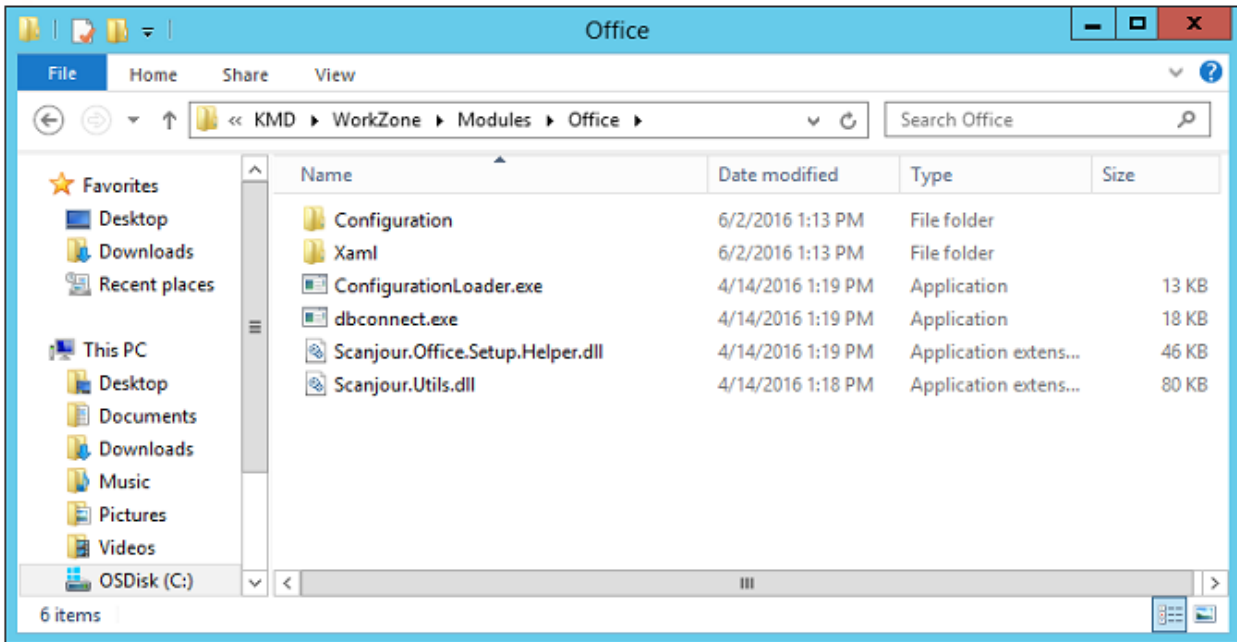 Office
File Home Share View
« KMD ▸ WorkZone ▸ Modules ▸ Office ▸ Search Office
Favorites
Desktop
Downloads
Recent places
This PC
Desktop
Documents
Downloads
Music
Pictures
Videos
OSDisk (C:)
Name Date modified Type Size
Configuration 6/2/2016 1:13 PM File folder
Xaml 6/2/2016 1:13 PM File folder
ConfigurationLoader.exe 4/14/2016 1:19 PM Application 13 KB
dbconnect.exe 4/14/2016 1:19 PM Application 18 KB
Scanjour.Office.Setup.Helper.dll 4/14/2016 1:19 PM Application extens... 46 KB
Scanjour.Utils.dll 4/14/2016 1:18 PM Application extens... 80 KB
6 items